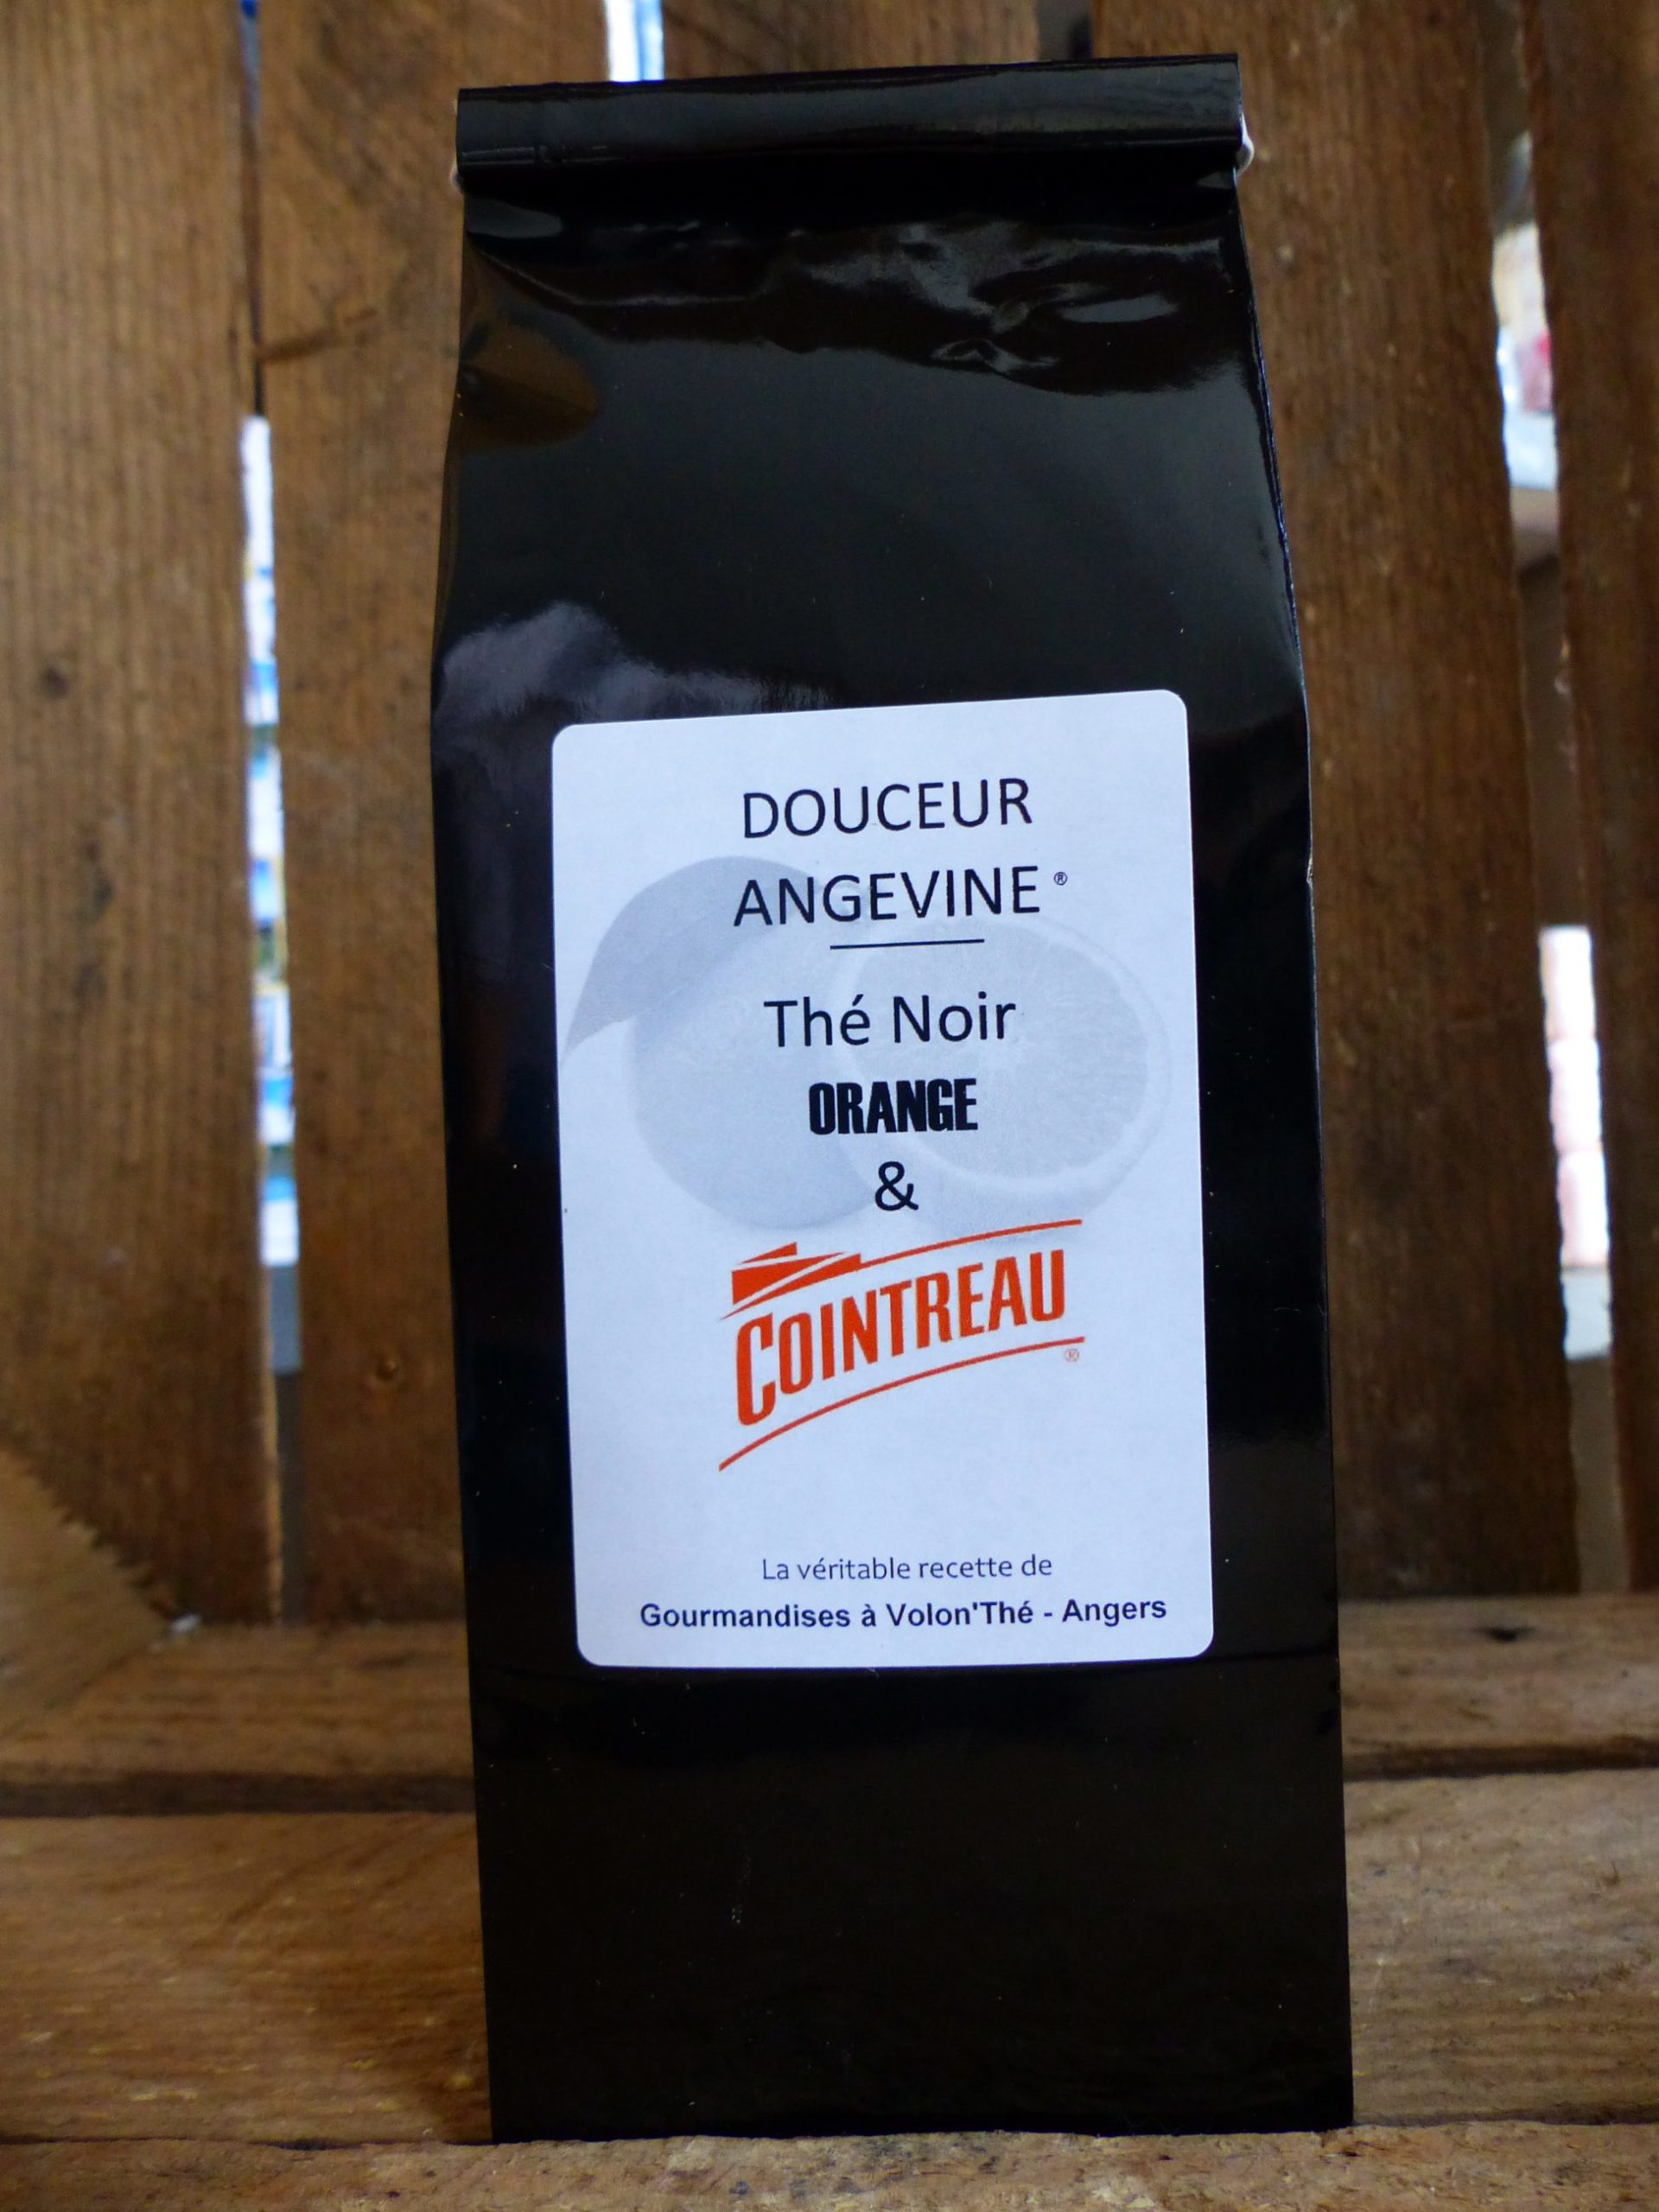 DOUCEUR
ANGEVINE ®
Thé Noir
ORANGE
&
COINTREAU
®
La véritable recette de
Gourmandises à Volon'Thé - Angers